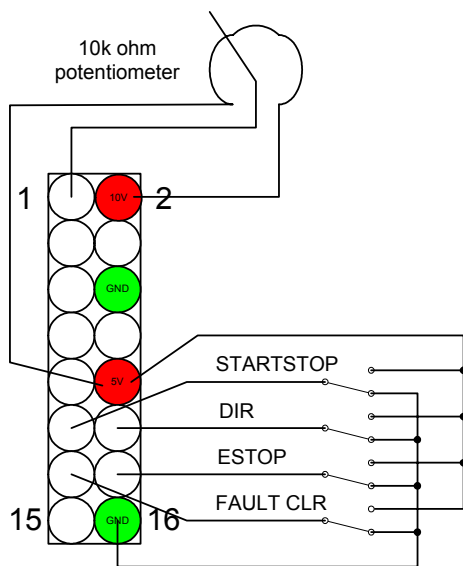 10k ohm
potentiometer
1
10V
2
GND
5V
STARTSTOP
DIR
ESTOP
FAULT CLR
15
GND
16